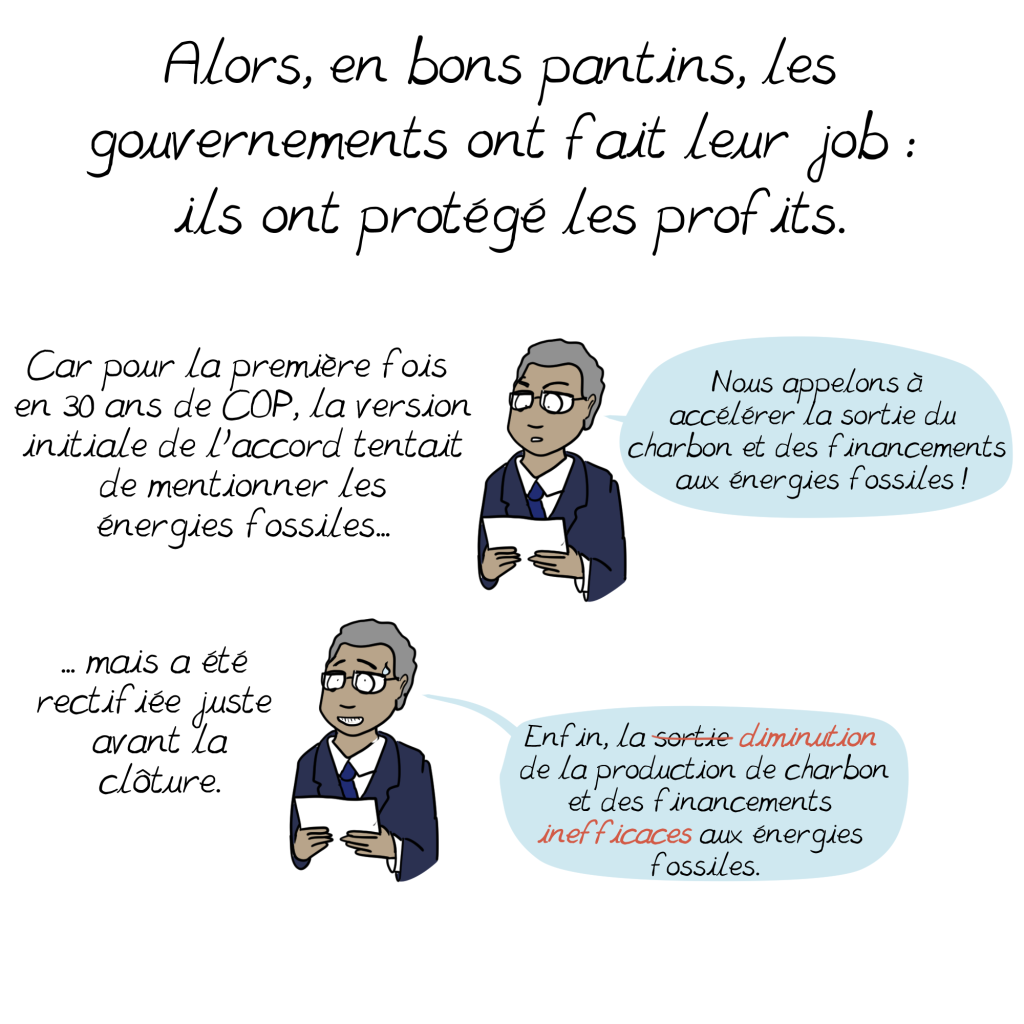 Alors, en bons pantins, les
gouvernements ont fait leur job :
ils ont protégé les profits.
Car pour la première fois
en 30 ans de COP, la version
initiale de l'accord tentait
de mentionner les
énergies fossiles...
Nous appelons à
accélérer la sortie du
charbon et des financements
aux énergies fossiles !
... mais a été
rectifiée juste
avant la
clôture.
Enfin, la sortie diminution
de la production de charbon
et des financements
inefficaces aux énergies
fossiles.